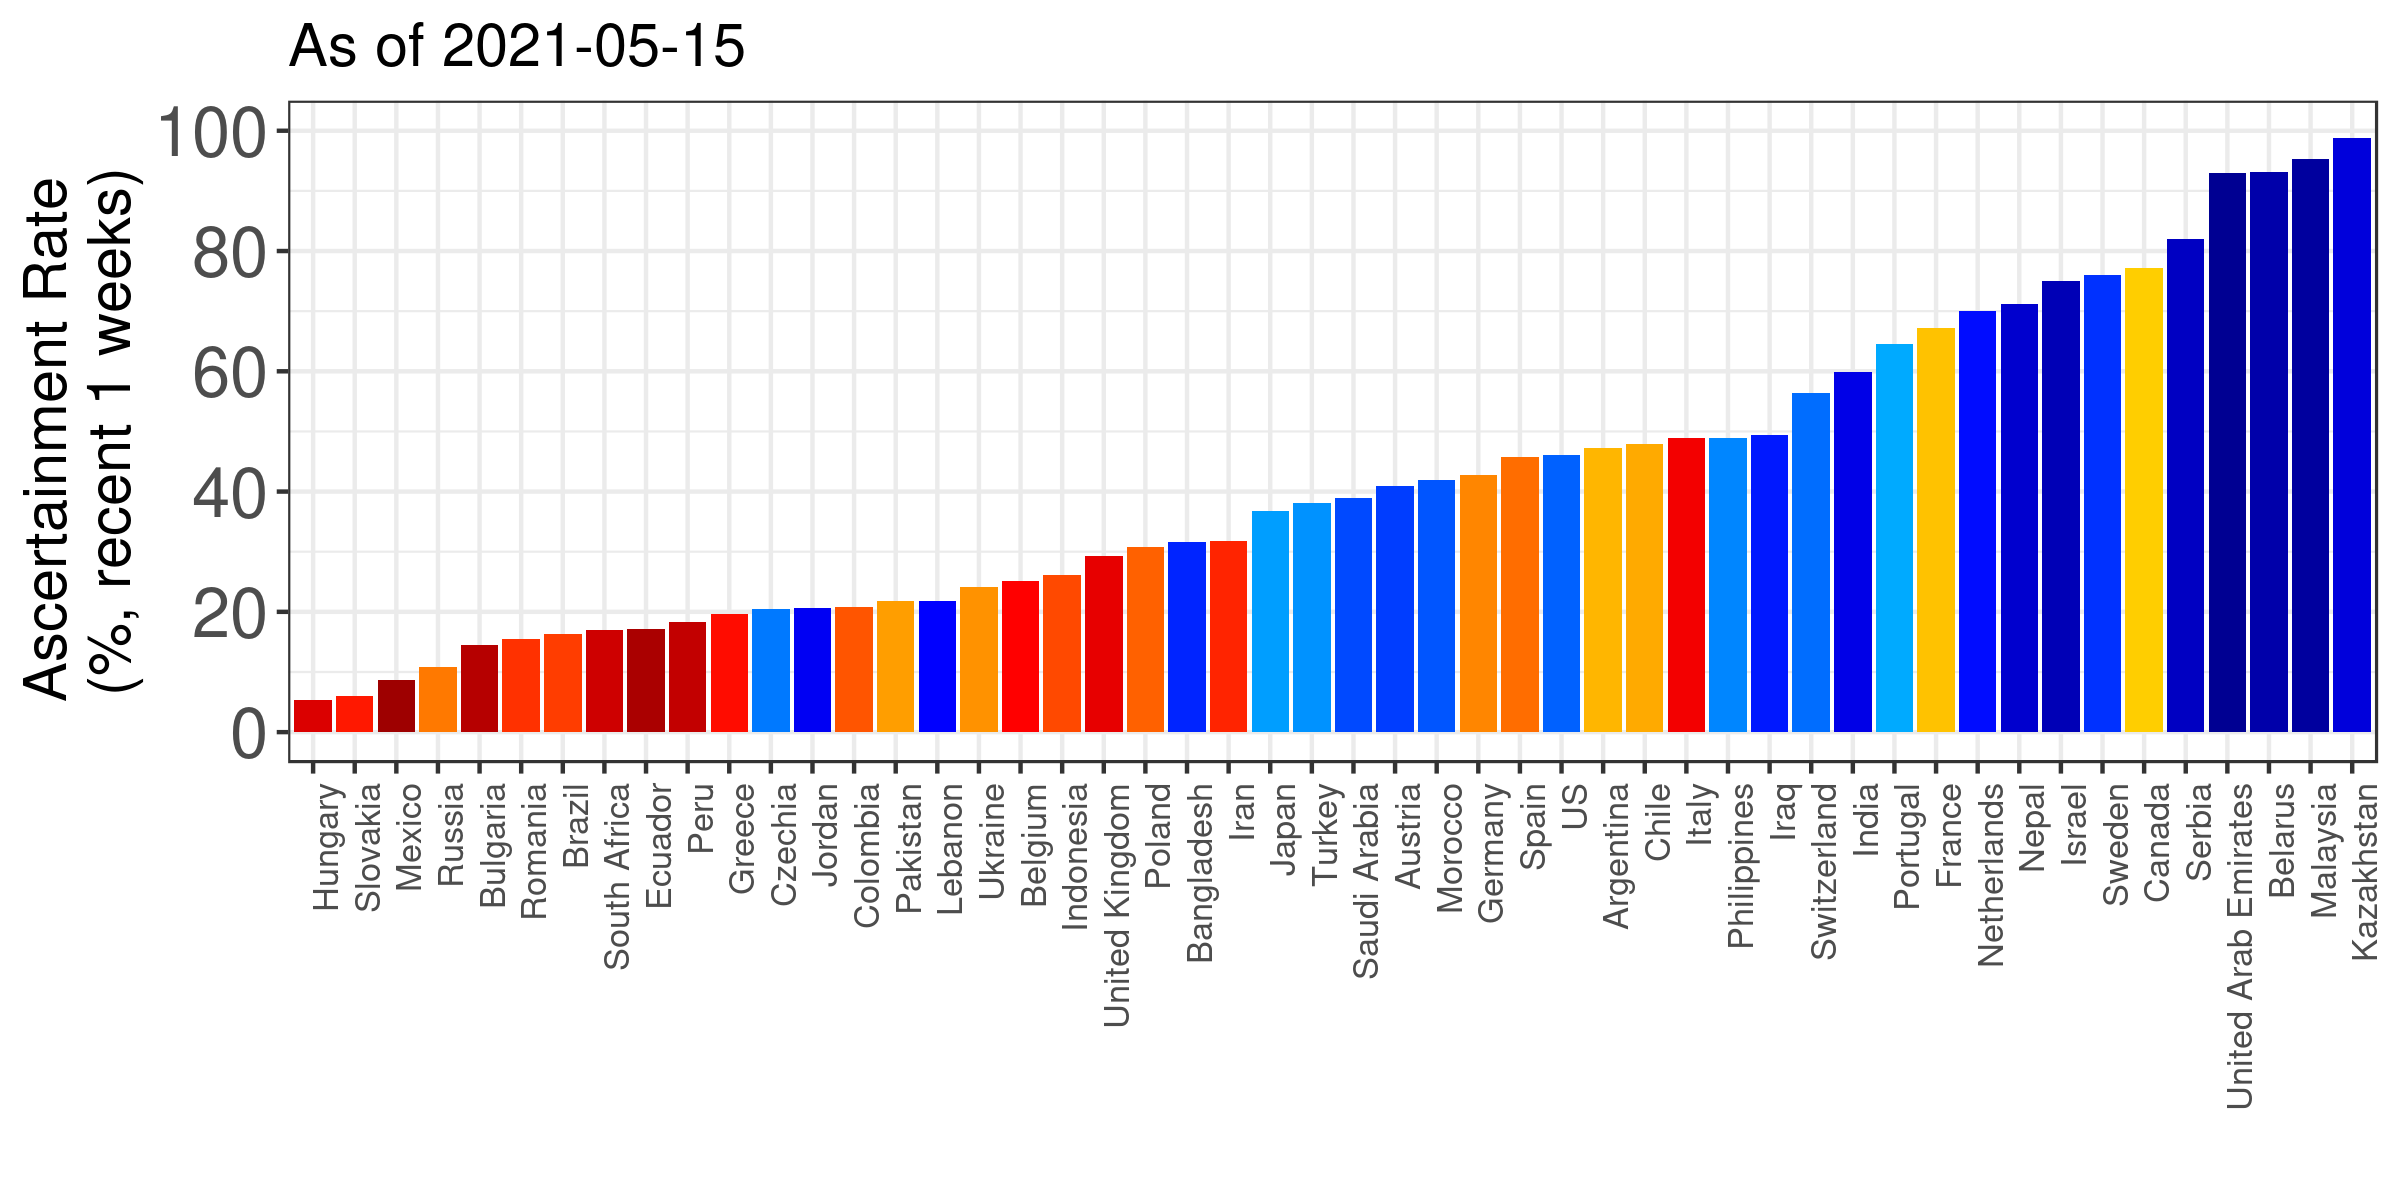 As of 2021-05-15
Ascertainment Rate
(%, recent 1 weeks)
100
80
60
40
20
0
Hungary
Slovakia
Mexico
Russia
Bulgaria
Romania
Brazil
South Africa
Ecuador
Peru
Greece
Czechia
Jordan
Colombia
Pakistan
Lebanon
Ukraine
Belgium
Indonesia
United Kingdom
Poland
Bangladesh
Iran
Japan
Turkey
Saudi Arabia
Austria
Morocco
Germany
Spain
US
Argentina
Chile
Italy
Philippines
Iraq
Switzerland
India
Portugal
France
Netherlands
Nepal
Israel
Sweden
Canada
Serbia
United Arab Emirates
Belarus
Malaysia
Kazakhstan